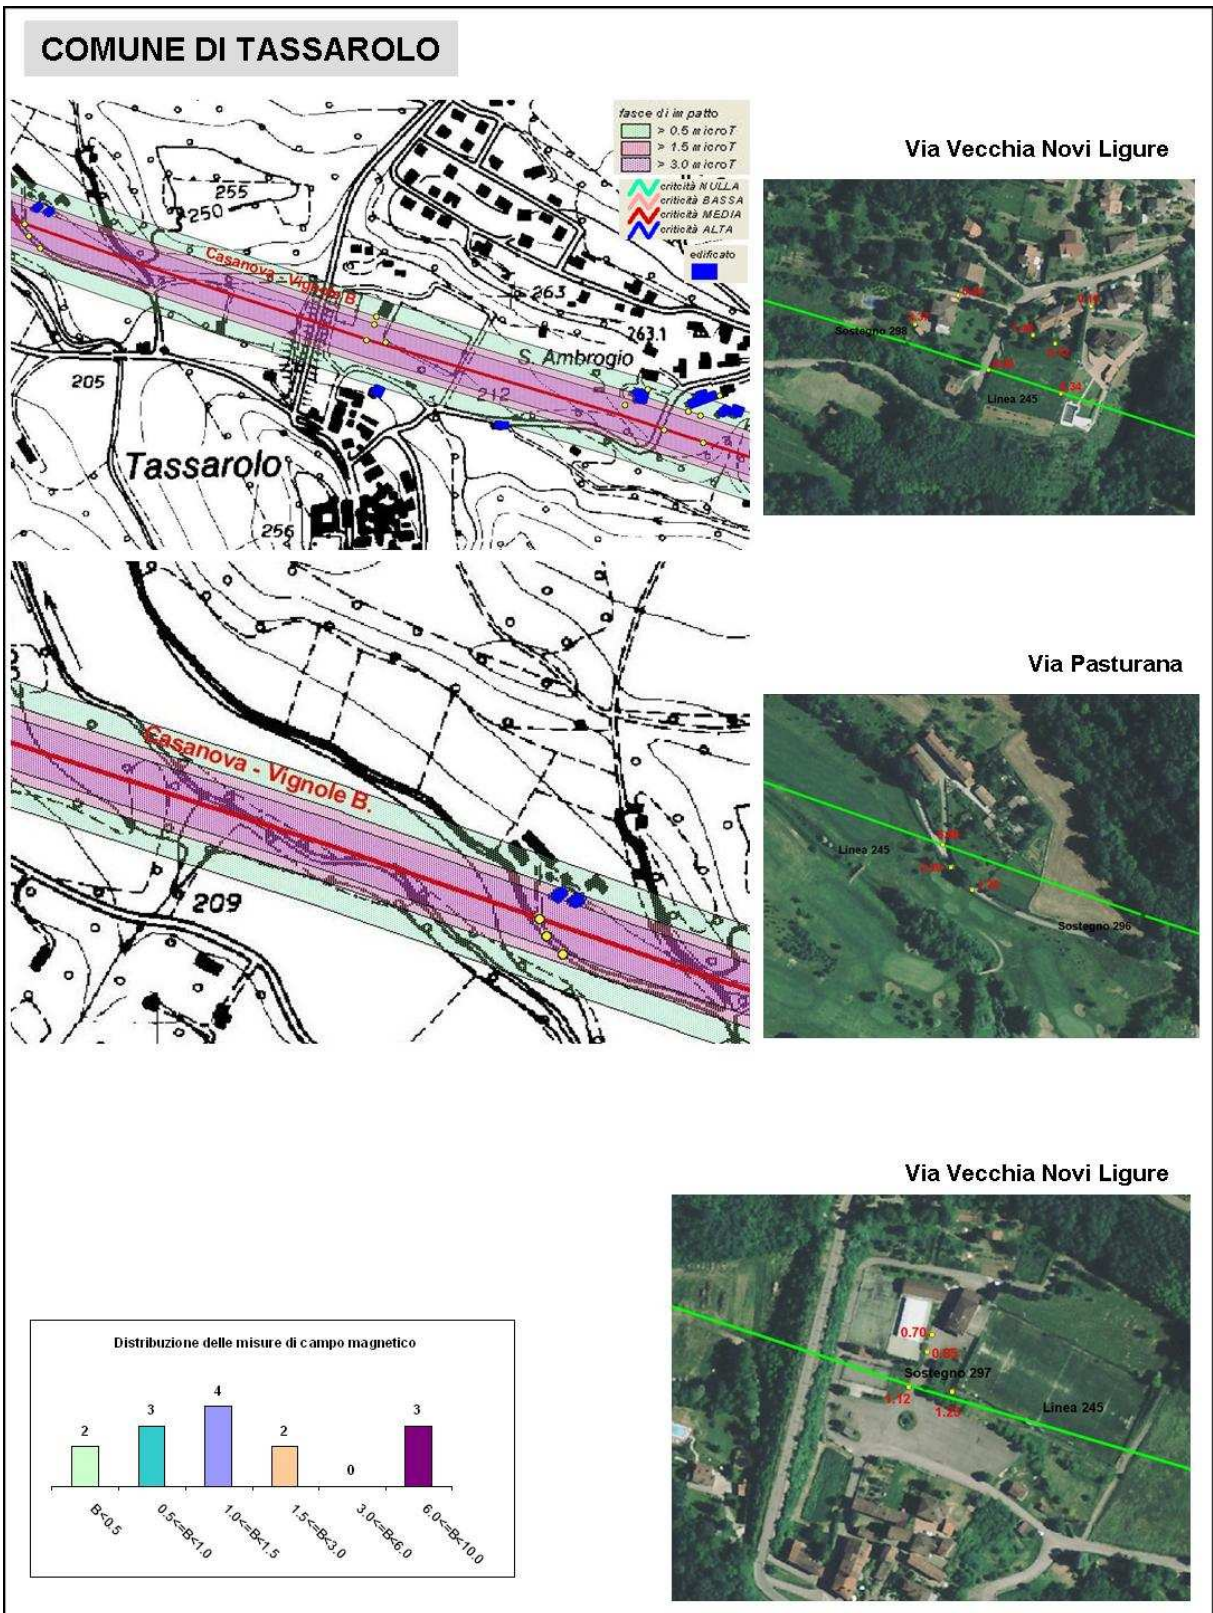 COMUNE DI TASSAROLO
fasce di impatto
> 0.5 microT
> 1.5 microT
> 3.0 microT
critcità NULLA
criticità BASSA
criticità MEDIA
criticità ALTA
edificato
255
250
Casanova - Vignole B
263
263.1
S. Ambrogio
212
205
Tassarolo
256
Via Vecchia Novi Ligure
Sostegno 298
Linea 245
Casanova - Vignole B.
209
Via Pasturana
Linea 245
Sostegno 296
Via Vecchia Novi Ligure
0.70
0.85
Sostegno 297
1.12
1.25
Linea 245
Distribuzione delle misure di campo magnetico
2
3
4
2
0
3
B<0.5
0.5<=B<1.0
1.0<=B<1.5
1.5<=B<3.0
3.0<=B<6.0
6.0<=B<10.0